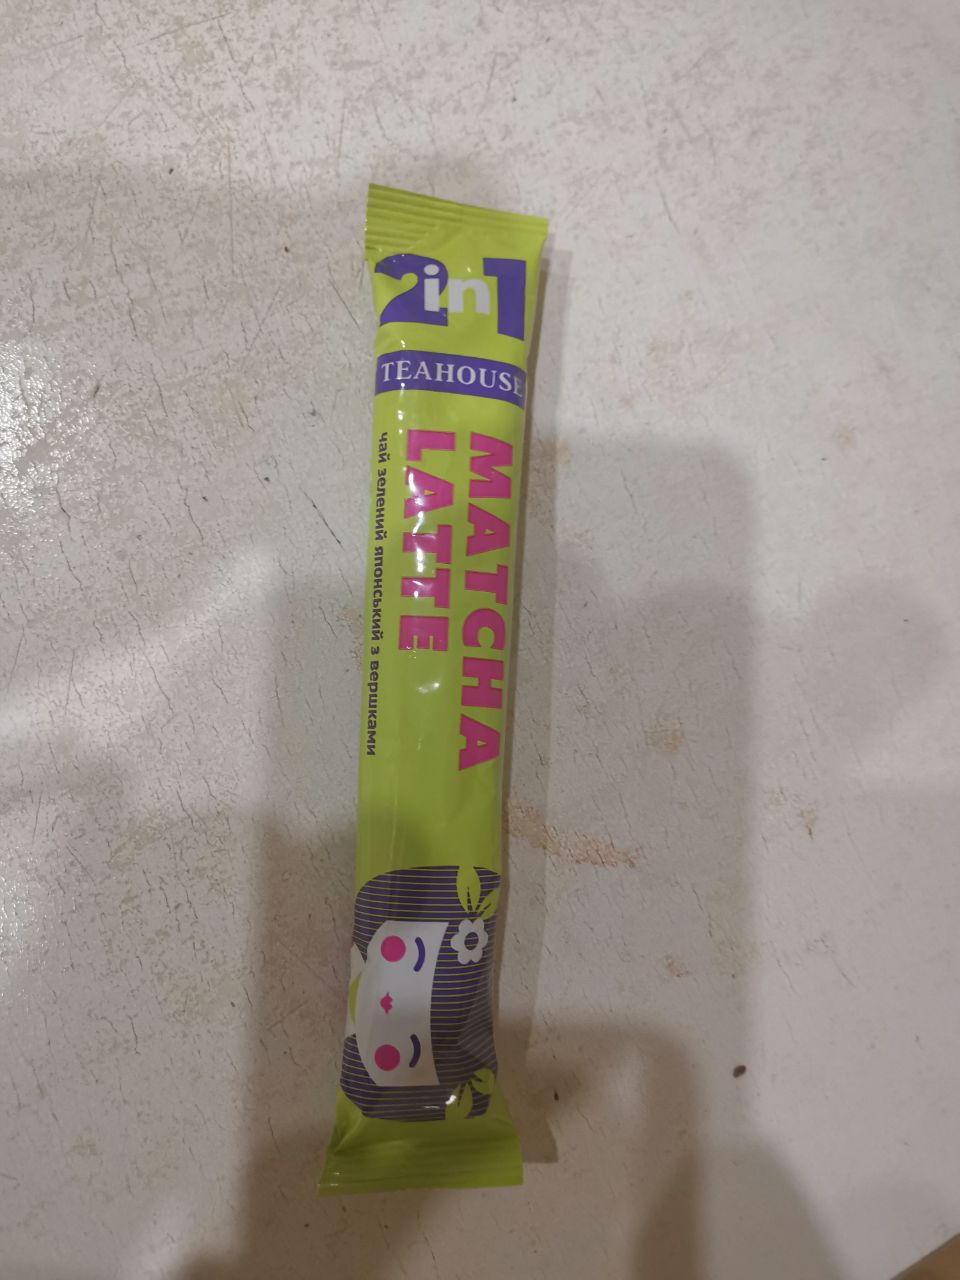 2in1
TEAHOUSE
MATCHA
LATTE
чай зелений японський з вершками